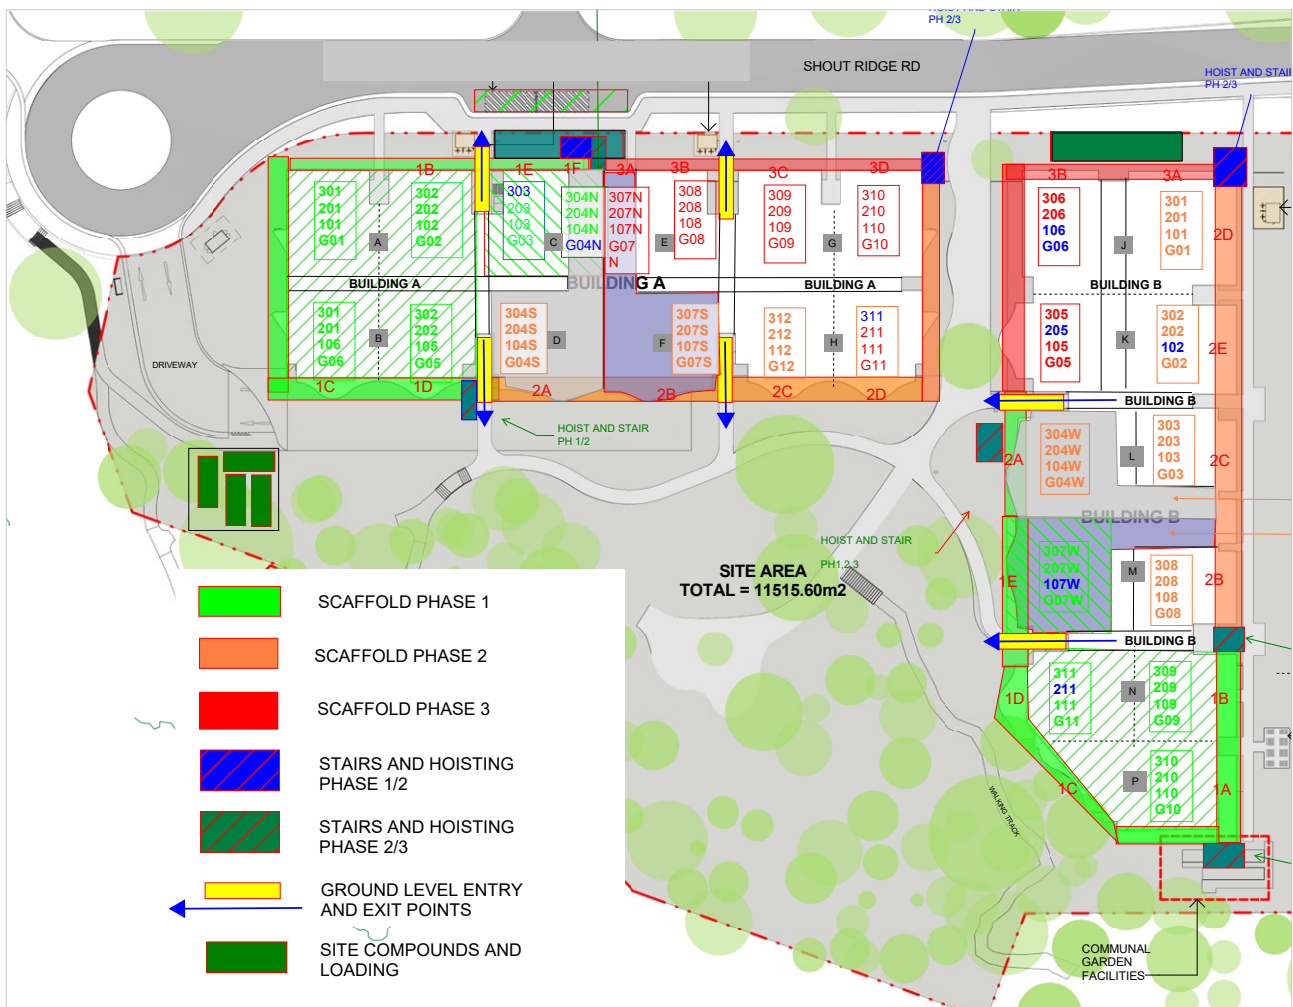 HOIST AND STAIR
PH 2/3
SHOUT RIDGE RD
HOIST AND STAIR
PH 2/3
1B
1E
1F
3A
3B
3C
3D
3B
3A
301
201
101
G01
302
202
102
G02
303
203
103
G03
304N
204N
104N
G04N
307N
207N
107N
G07
N
308
208
108
G08
309
209
109
G09
310
210
110
G10
306
206
106
G06
301
201
101
G01
2D
A
C
E
G
J
BUILDING A
BUILDING A
BUILDING A
BUILDING B
301
201
106
G06
302
202
105
G05
304S
204S
104S
G04S
307S
207S
107S
G07S
312
212
112
G12
311
211
111
G11
305
205
105
G05
302
202
102
G02
2E
B
D
F
H
K
DRIVEWAY
1C
1D
2A
2B
2C
2D
BUILDING B
HOIST AND STAIR
PH 1/2
2A
304W
204W
104W
G04W
L
303
203
103
G03
2C
BUILDING B
HOIST AND STAIR
PH1,2,3
SITE AREA
TOTAL = 11515.60m2
1E
307W
207W
107W
G07W
M
308
208
108
G08
2B
BUILDING B
1D
311
211
111
G11
N
309
209
109
G09
1B
1C
P
310
210
110
G10
1A
WALKING TRACK
COMMUNAL
GARDEN
FACILITIES
SCAFFOLD PHASE 1
SCAFFOLD PHASE 2
SCAFFOLD PHASE 3
STAIRS AND HOISTING
PHASE 1/2
STAIRS AND HOISTING
PHASE 2/3
GROUND LEVEL ENTRY
AND EXIT POINTS
SITE COMPOUNDS AND
LOADING